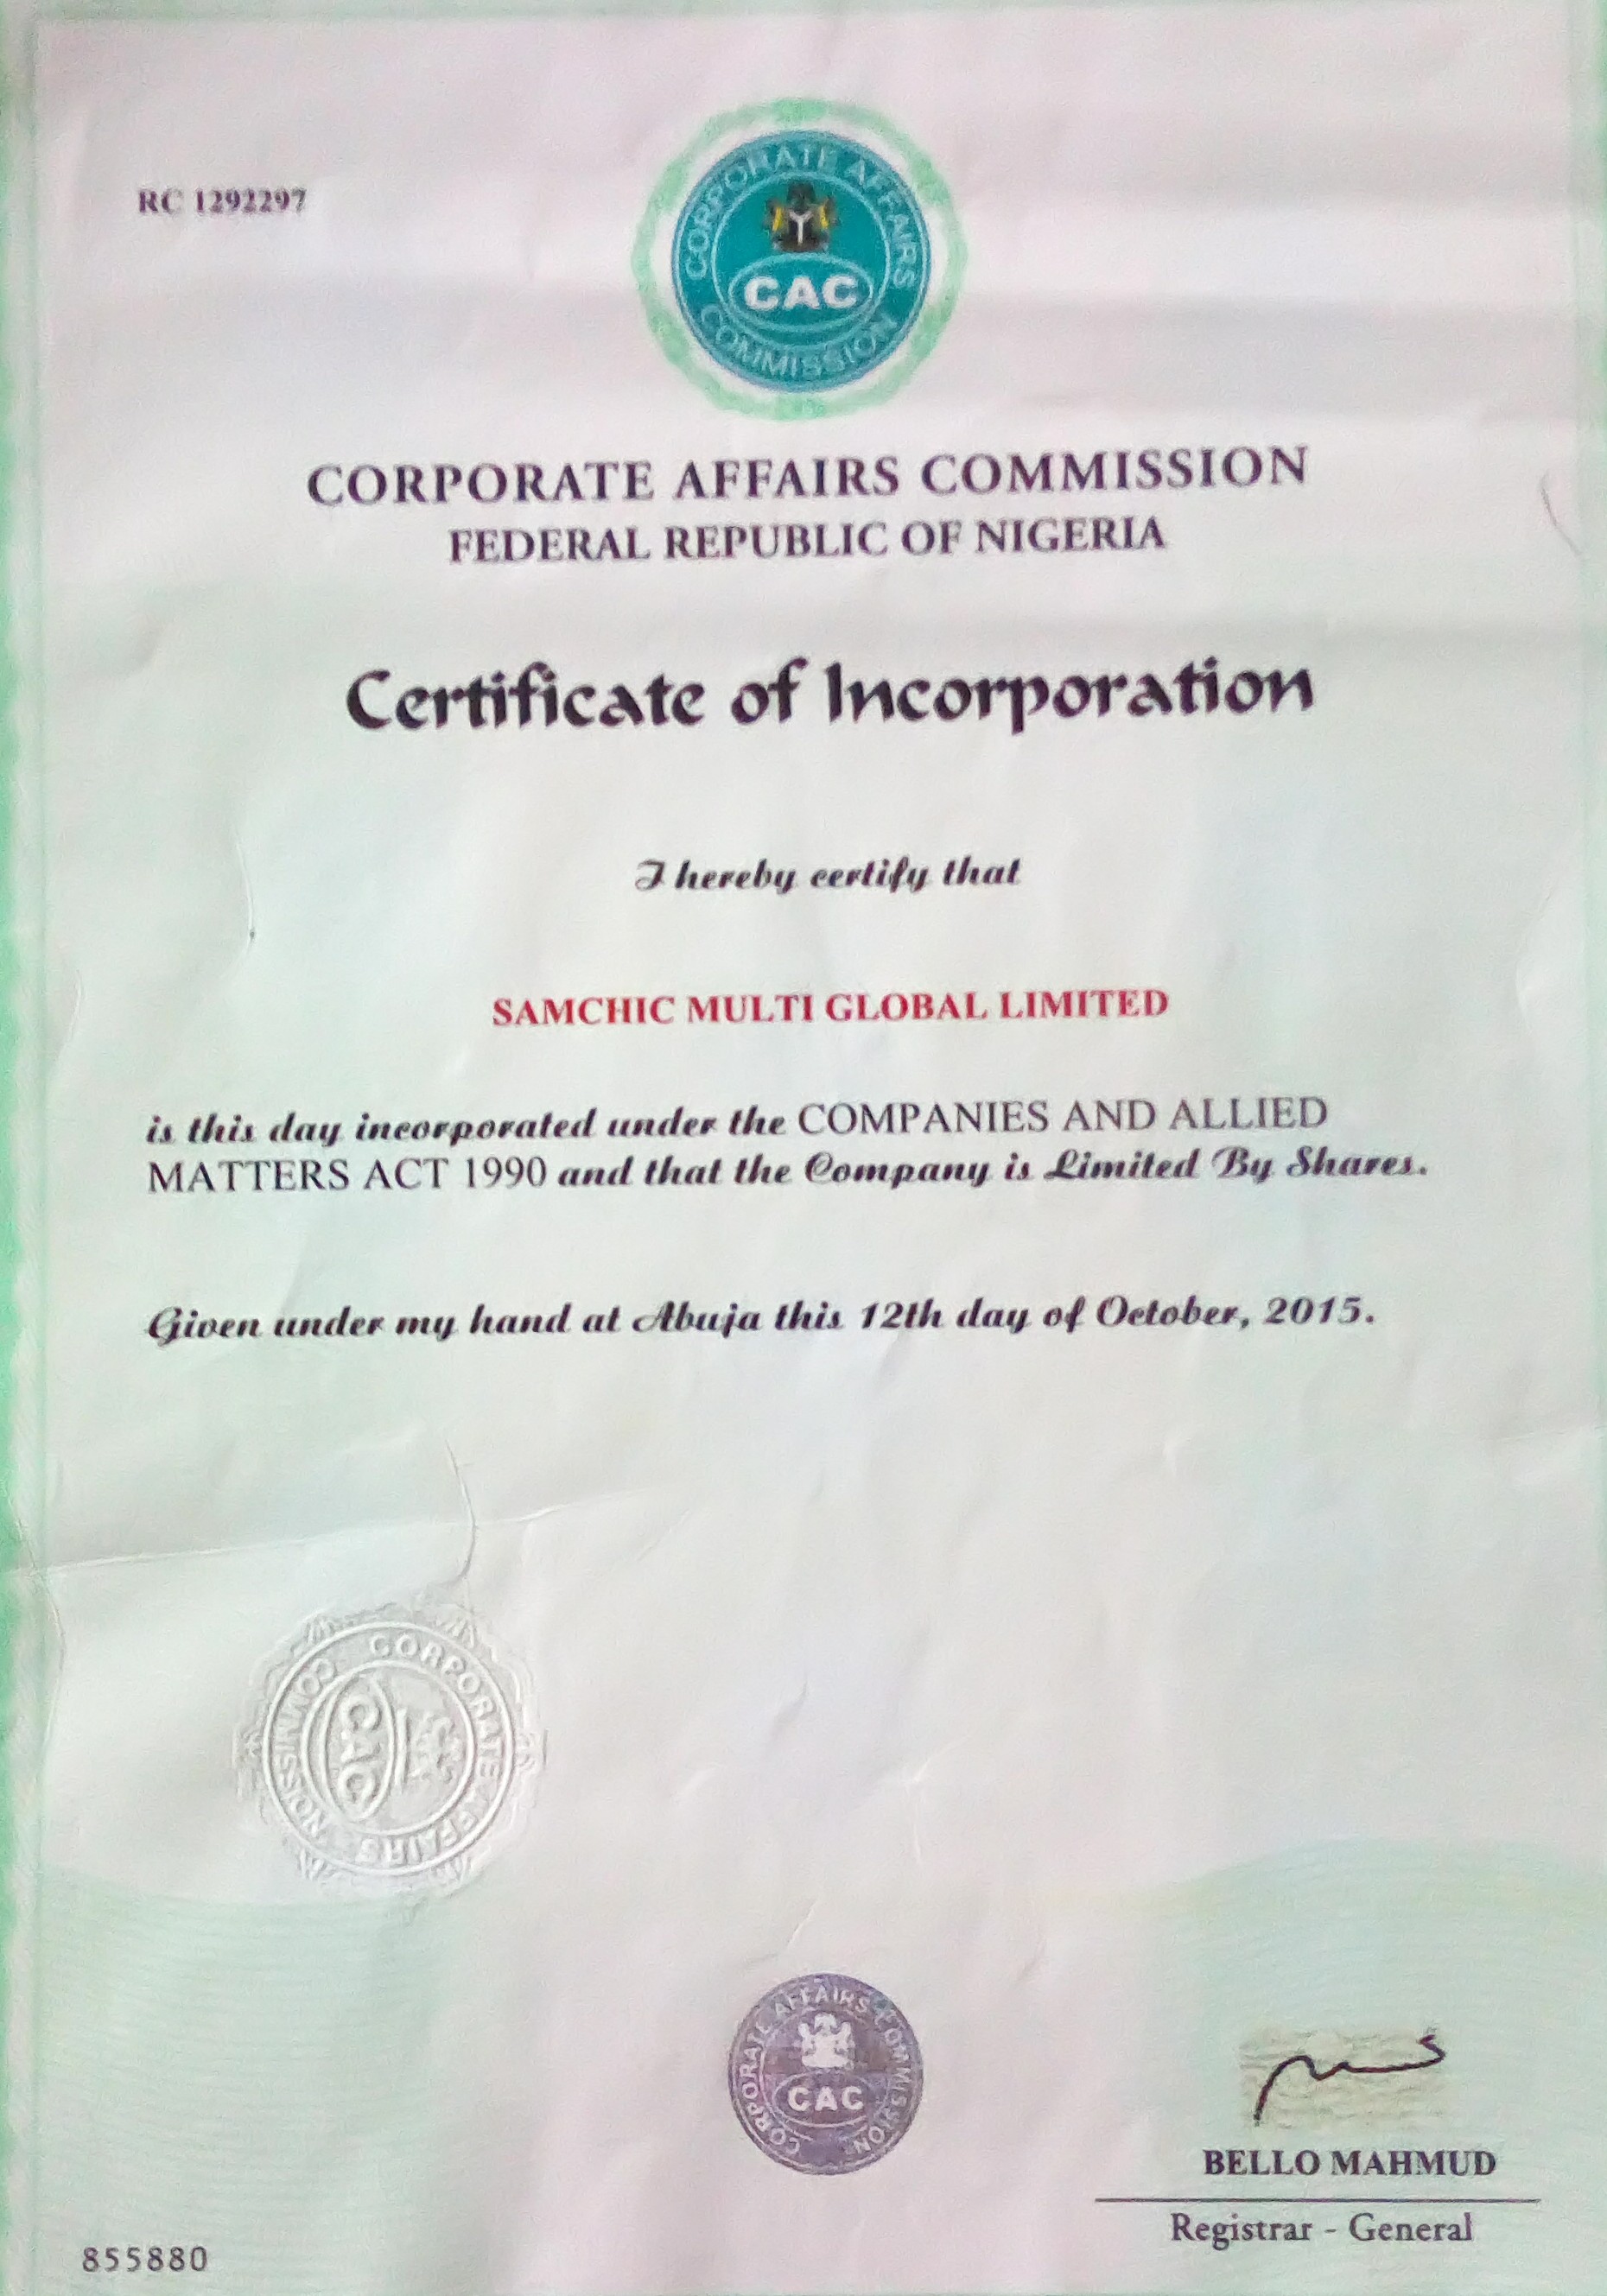 RC 1292297
CORPORATE AFFAIRS COMMISSION
CAC
CORPORATE AFFAIRS COMMISSION
FEDERAL REPUBLIC OF NIGERIA
Certificate of Incorporation
I hereby certify that
SAMCHIC MULTI GLOBAL LIMITED
is this day incorporated under the COMPANIES AND ALLIED
MATTERS ACT 1990 and that the Company is Limited By Shares.
Given under my hand at Abuja this 12th day of October, 2015.
CORPORATE AFFAIRS COMMISSION
CAC
CORPORATE AFFAIRS COMMISSION
CAC
BELLO MAHMUD
Registrar - General
855880